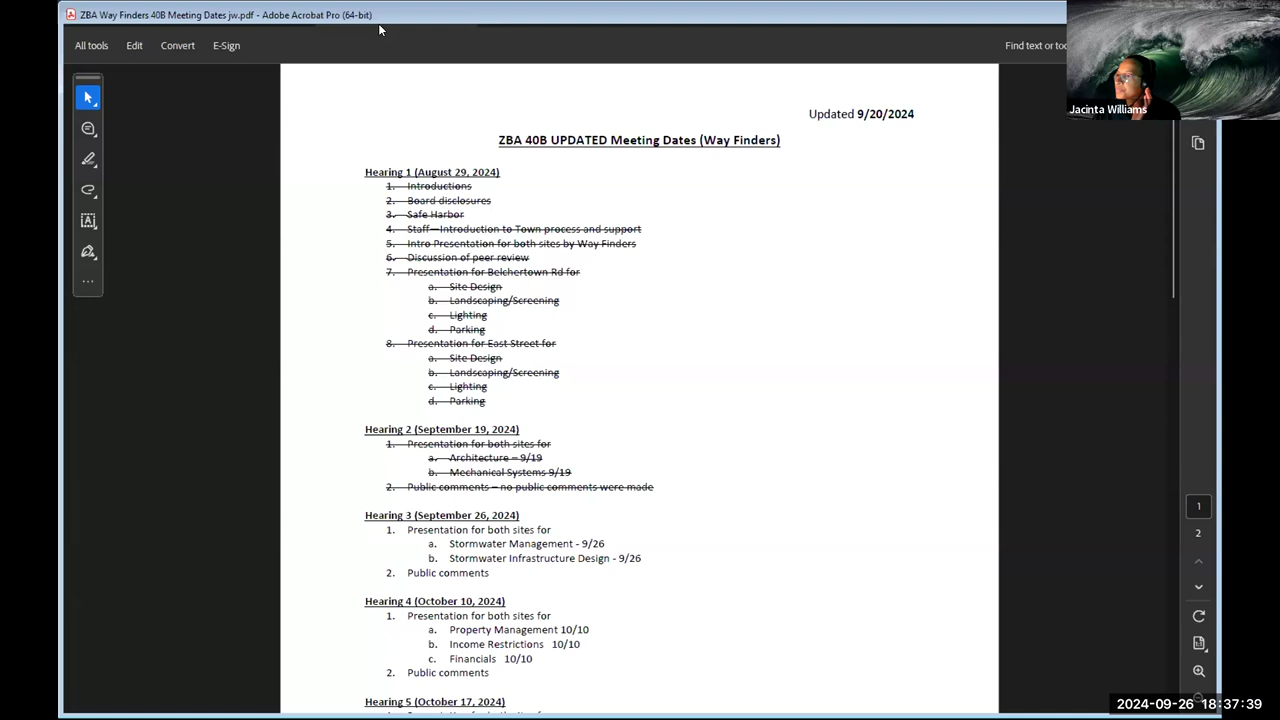 ZBA Way Finders 40B Meeting Dates jw.pdf - Adobe Acrobat Pro (64-bit)
All tools Edit Convert E-Sign Find text or too
Jacinta Williams
Updated 9/20/2024
ZBA 40B UPDATED Meeting Dates (Way Finders)
Hearing 1 (August 29, 2024)
1. Introductions
2. Board disclosures
3. Safe Harbor
4. Staff—Introduction to Town process and support
5. Intro Presentation for both sites by Way Finders
6. Discussion of peer review
7. Presentation for Belchertown Rd for
a. Site Design
b. Landscaping/Screening
c. Lighting
d. Parking
8. Presentation for East Street for
a. Site Design
b. Landscaping/Screening
c. Lighting
d. Parking
Hearing 2 (September 19, 2024)
1. Presentation for both sites for
a. Architecture – 9/19
b. Mechanical Systems 9/19
2. Public comments – no public comments were made
Hearing 3 (September 26, 2024)
1. Presentation for both sites for
a. Stormwater Management - 9/26
b. Stormwater Infrastructure Design - 9/26
2. Public comments
Hearing 4 (October 10, 2024)
1. Presentation for both sites for
a. Property Management 10/10
b. Income Restrictions 10/10
c. Financials 10/10
2. Public comments
Hearing 5 (October 17, 2024)
1
2
2024-09-26 18:37:39